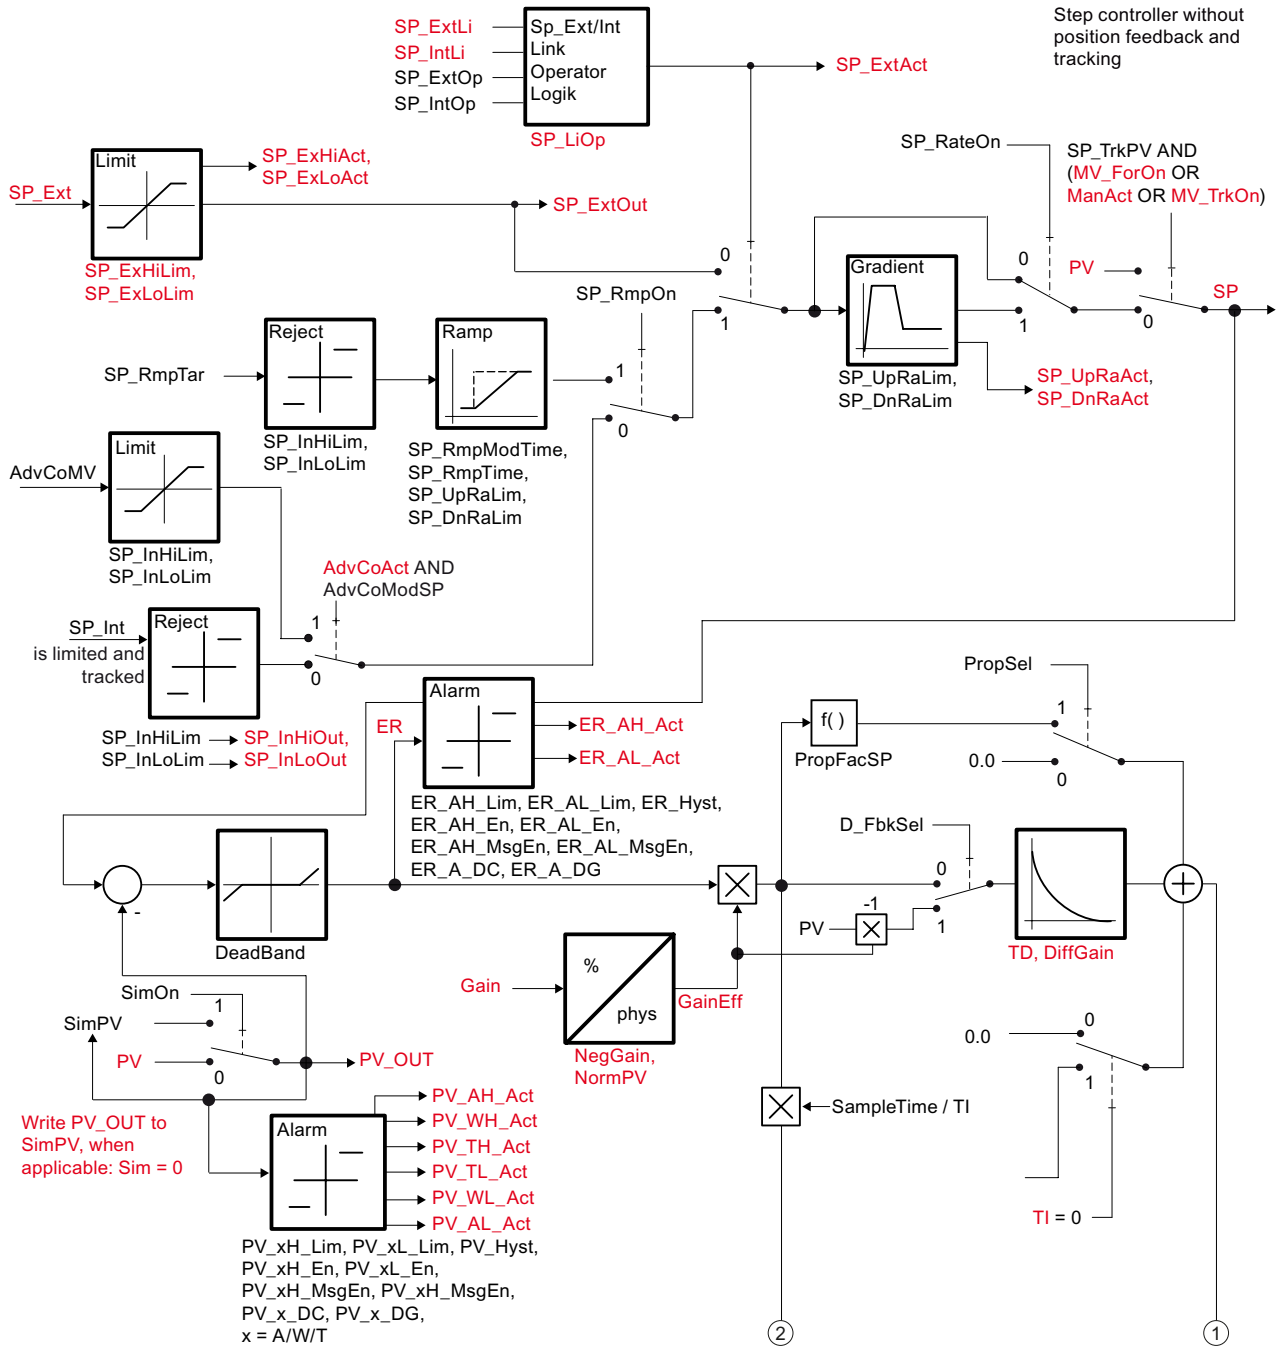 Step controller without
position feedback and
tracking
SP_ExtLi
SP_IntLi
SP_ExtOp
SP_IntOp
Sp_Ext/Int
Link
Operator
Logik
SP_LiOp
SP_ExtAct
SP_RateOn
SP_TrkPV AND
(MV_ForOn OR
ManAct OR MV_TrkOn)
SP_Ext
Limit
SP_ExHiAct,
SP_ExLoAct
SP_ExtOut
SP_ExHiLim,
SP_ExLoLim
0
1
Gradient
SP_UpRaLim,
SP_DnRaLim
0
1
PV
0
SP
SP_UpRaAct,
SP_DnRaAct
SP_RmpOn
SP_RmpTar
Reject
SP_InHiLim,
SP_InLoLim
Ramp
SP_RmpModTime,
SP_RmpTime,
SP_UpRaLim,
SP_DnRaLim
1
0
AdvCoMV
Limit
SP_InHiLim,
SP_InLoLim
AdvCoAct AND
AdvCoModSP
1
0
SP_Int
is limited and
tracked
Reject
SP_InHiLim
SP_InHiOut,
SP_InLoLim
SP_InLoOut
ER
Alarm
ER_AH_Act
ER_AL_Act
ER_AH_Lim, ER_AL_Lim, ER_Hyst,
ER_AH_En, ER_AL_En,
ER_AH_MsgEn, ER_AL_MsgEn,
ER_A_DC, ER_A_DG
PropSel
f( )
PropFacSP
1
0.0
0
D_FbkSel
0
1
-1
PV
X
X
TD, DiffGain
+
-
DeadBand
Gain
%
phys
GainEff
NegGain,
NormPV
SimOn
SimPV
1
PV
0
PV_OUT
Write PV_OUT to
SimPV, when
applicable: Sim = 0
Alarm
PV_AH_Act
PV_WH_Act
PV_TH_Act
PV_TL_Act
PV_WL_Act
PV_AL_Act
PV_xH_Lim, PV_xL_Lim, PV_Hyst,
PV_xH_En, PV_xL_En,
PV_xH_MsgEn, PV_xH_MsgEn,
PV_x_DC, PV_x_DG,
x = A/W/T
X
SampleTime / TI
0.0
0
1
TI = 0
2
1